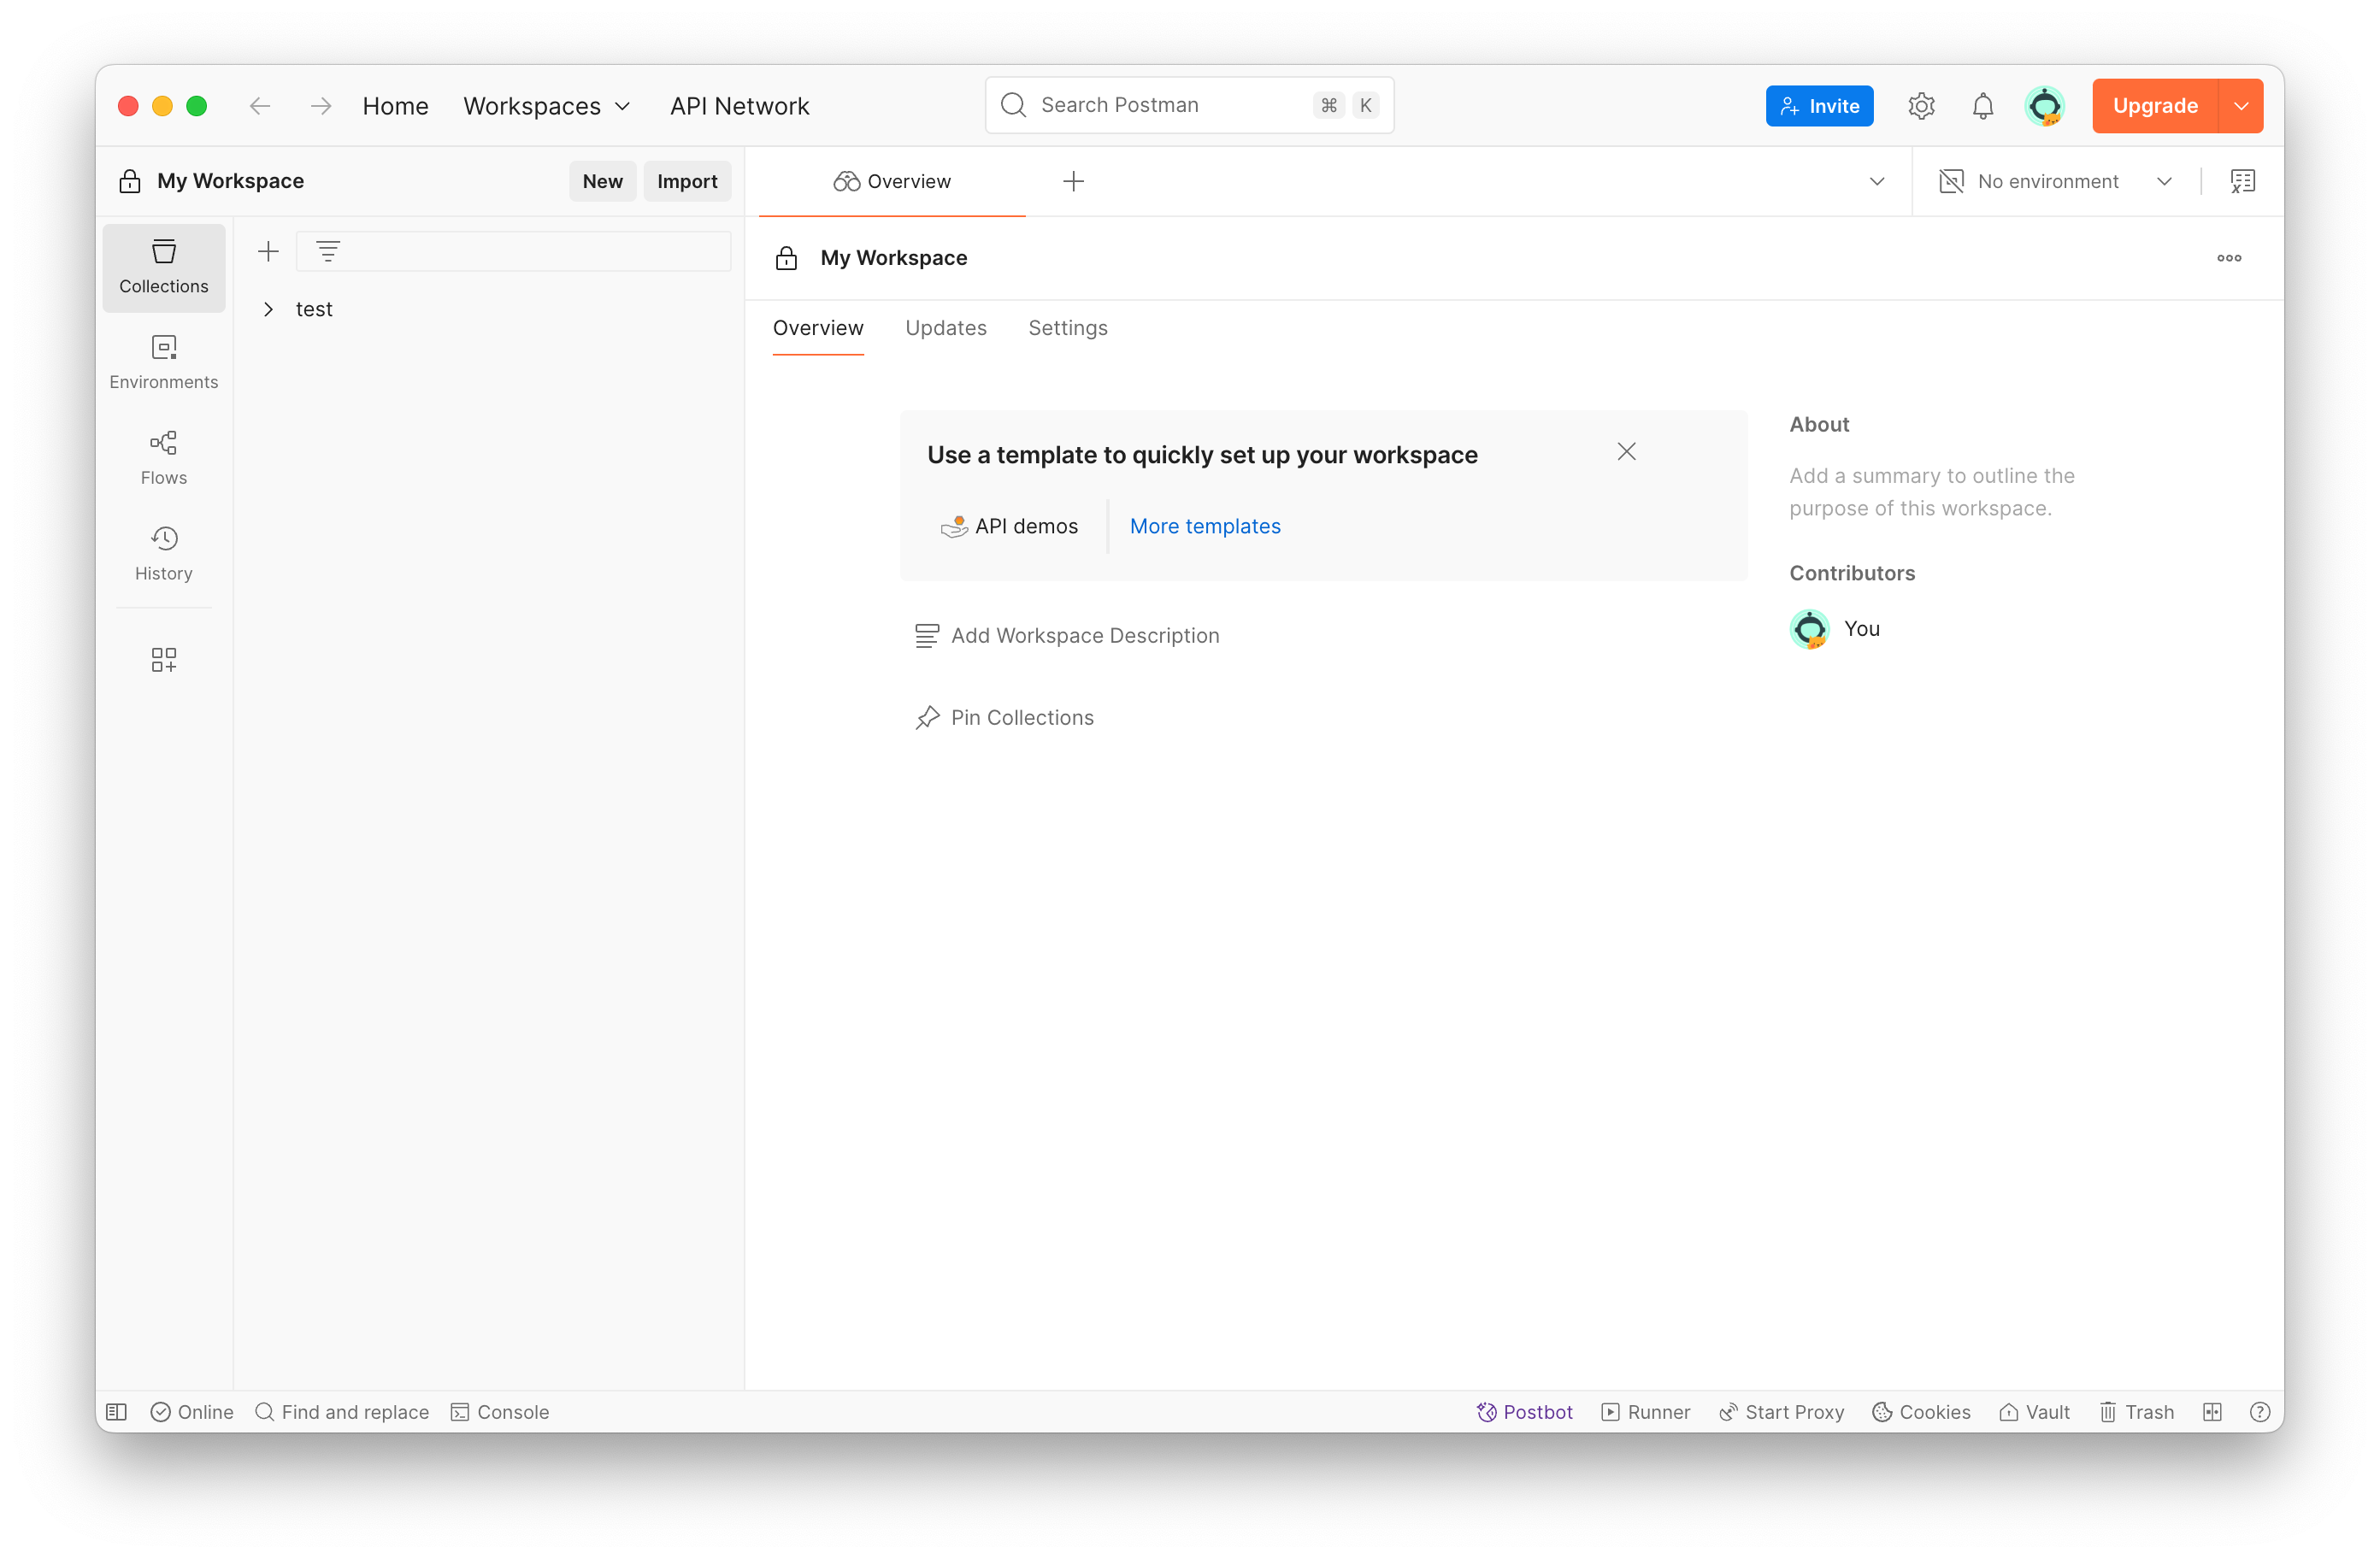 Home Workspaces API Network
Search Postman ⌘ K
Invite
Upgrade
My Workspace
New Import
Overview
No environment
Collections
Environments
Flows
History
test
My Workspace
Overview Updates Settings
Use a template to quickly set up your workspace
API demos More templates
Add Workspace Description
Pin Collections
About
Add a summary to outline the
purpose of this workspace.
Contributors
You
Online Find and replace Console
Postbot Runner Start Proxy Cookies Vault Trash